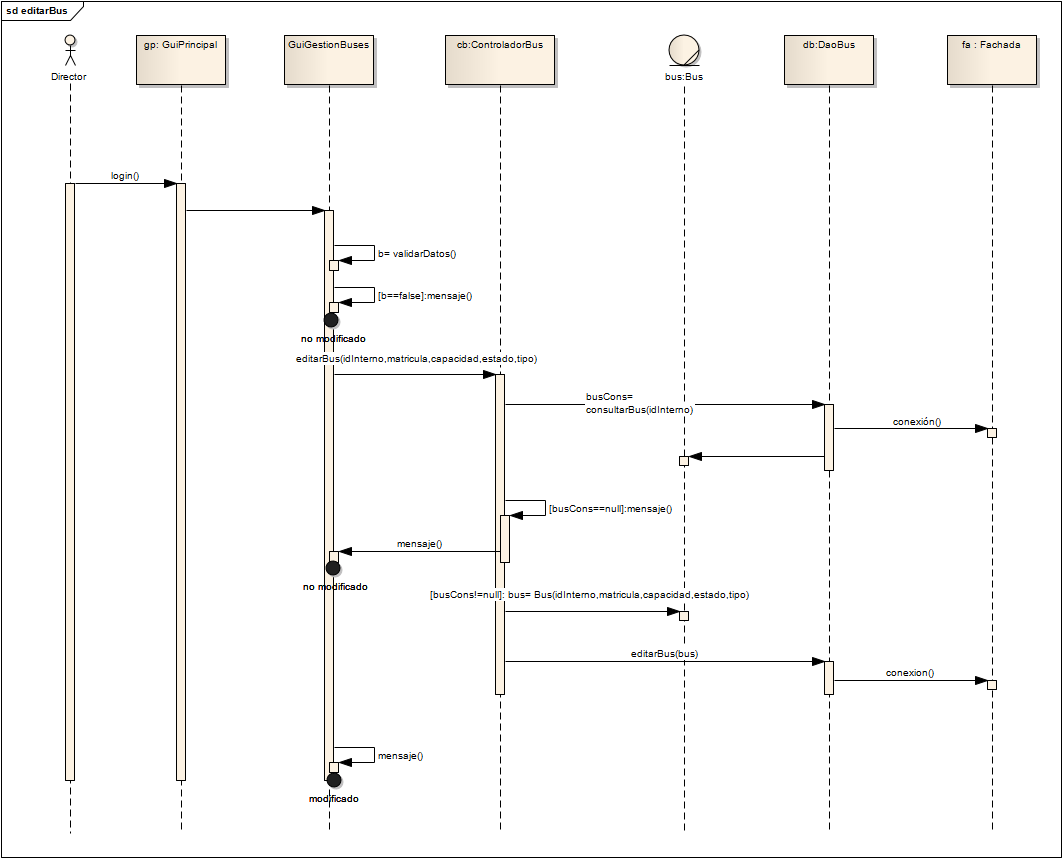 sd editarBus
Director
gp: GuiPrincipal
GuiGestionBuses
cb:ControladorBus
bus:Bus
db:DaoBus
fa : Fachada
login()
b= validarDatos()
[b==false]:mensaje()
no modificado
editarBus(idInterno,matricula,capacidad,estado,tipo)
busCons=
consultarBus(idInterno)
conexión()
[busCons==null]:mensaje()
mensaje()
no modificado
[busCons!=null]: bus= Bus(idInterno,matricula,capacidad,estado,tipo)
editarBus(bus)
conexion()
mensaje()
modificado